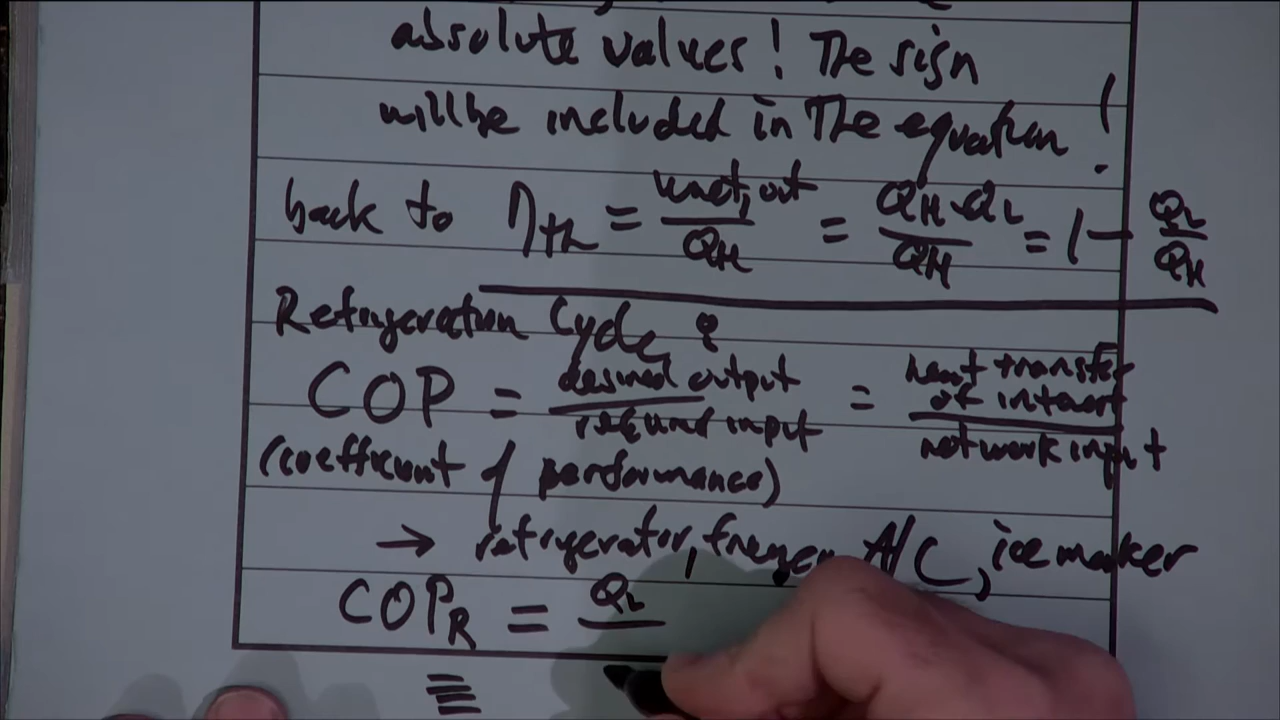 absolute values! The sign
will be included in the equation!
back to ηth = Wnet, out / QH = QH - QL / QH = 1 - QL / QH
Refrigeration Cycle:
COP = desired output / required input = heat transfer of interest / net work input
(coefficient of performance)
→ refrigerator, freezer, A/C, ice maker
COPR = QL